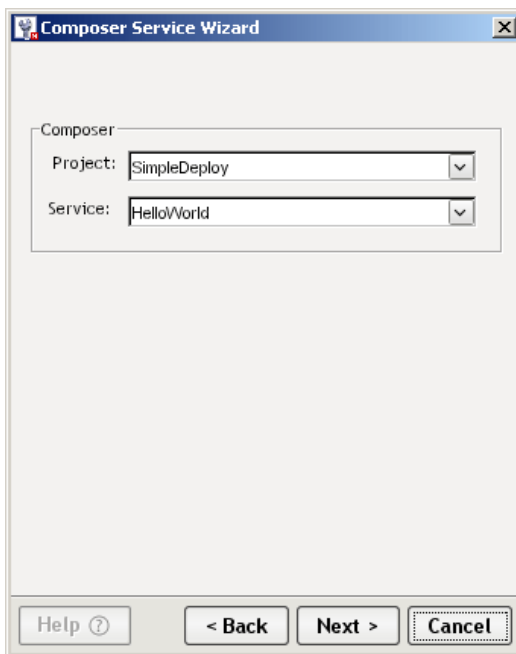 Composer Service Wizard
Composer
Project: SimpleDeploy
Service: HelloWorld
Help ? < Back Next > Cancel